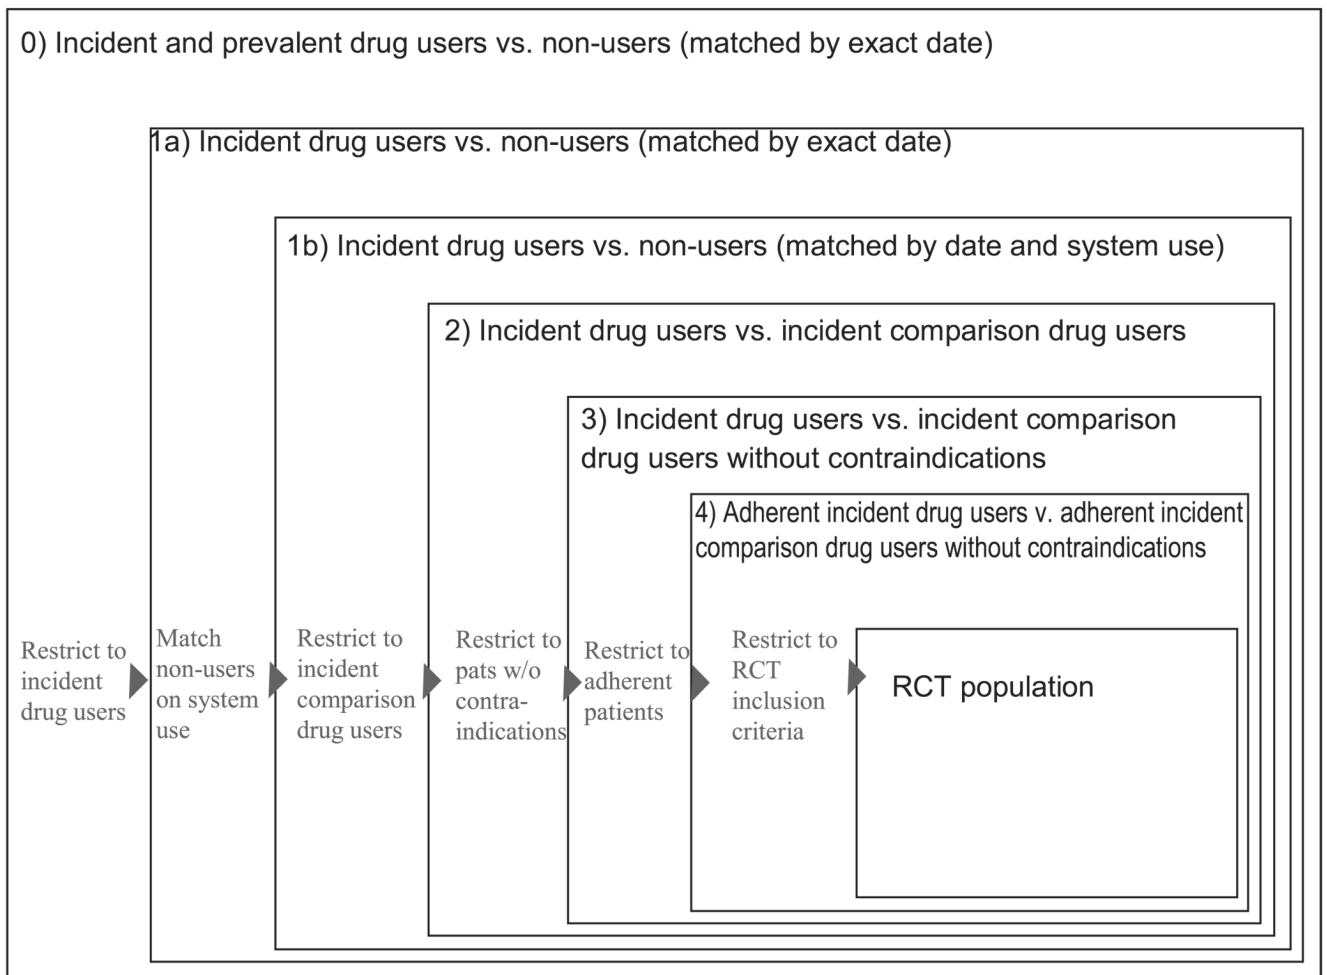 0) Incident and prevalent drug users vs. non-users (matched by exact date)
1a) Incident drug users vs. non-users (matched by exact date)
1b) Incident drug users vs. non-users (matched by date and system use)
2) Incident drug users vs. incident comparison drug users
3) Incident drug users vs. incident comparison
drug users without contraindications
4) Adherent incident drug users v. adherent incident
comparison drug users without contraindications
Restrict to
incident
drug users
Match
non-users
on system
use
Restrict to
incident
comparison
drug users
Restrict to
pats w/o
contra-
indications
Restrict to
adherent
patients
Restrict to
RCT
inclusion
criteria
RCT population